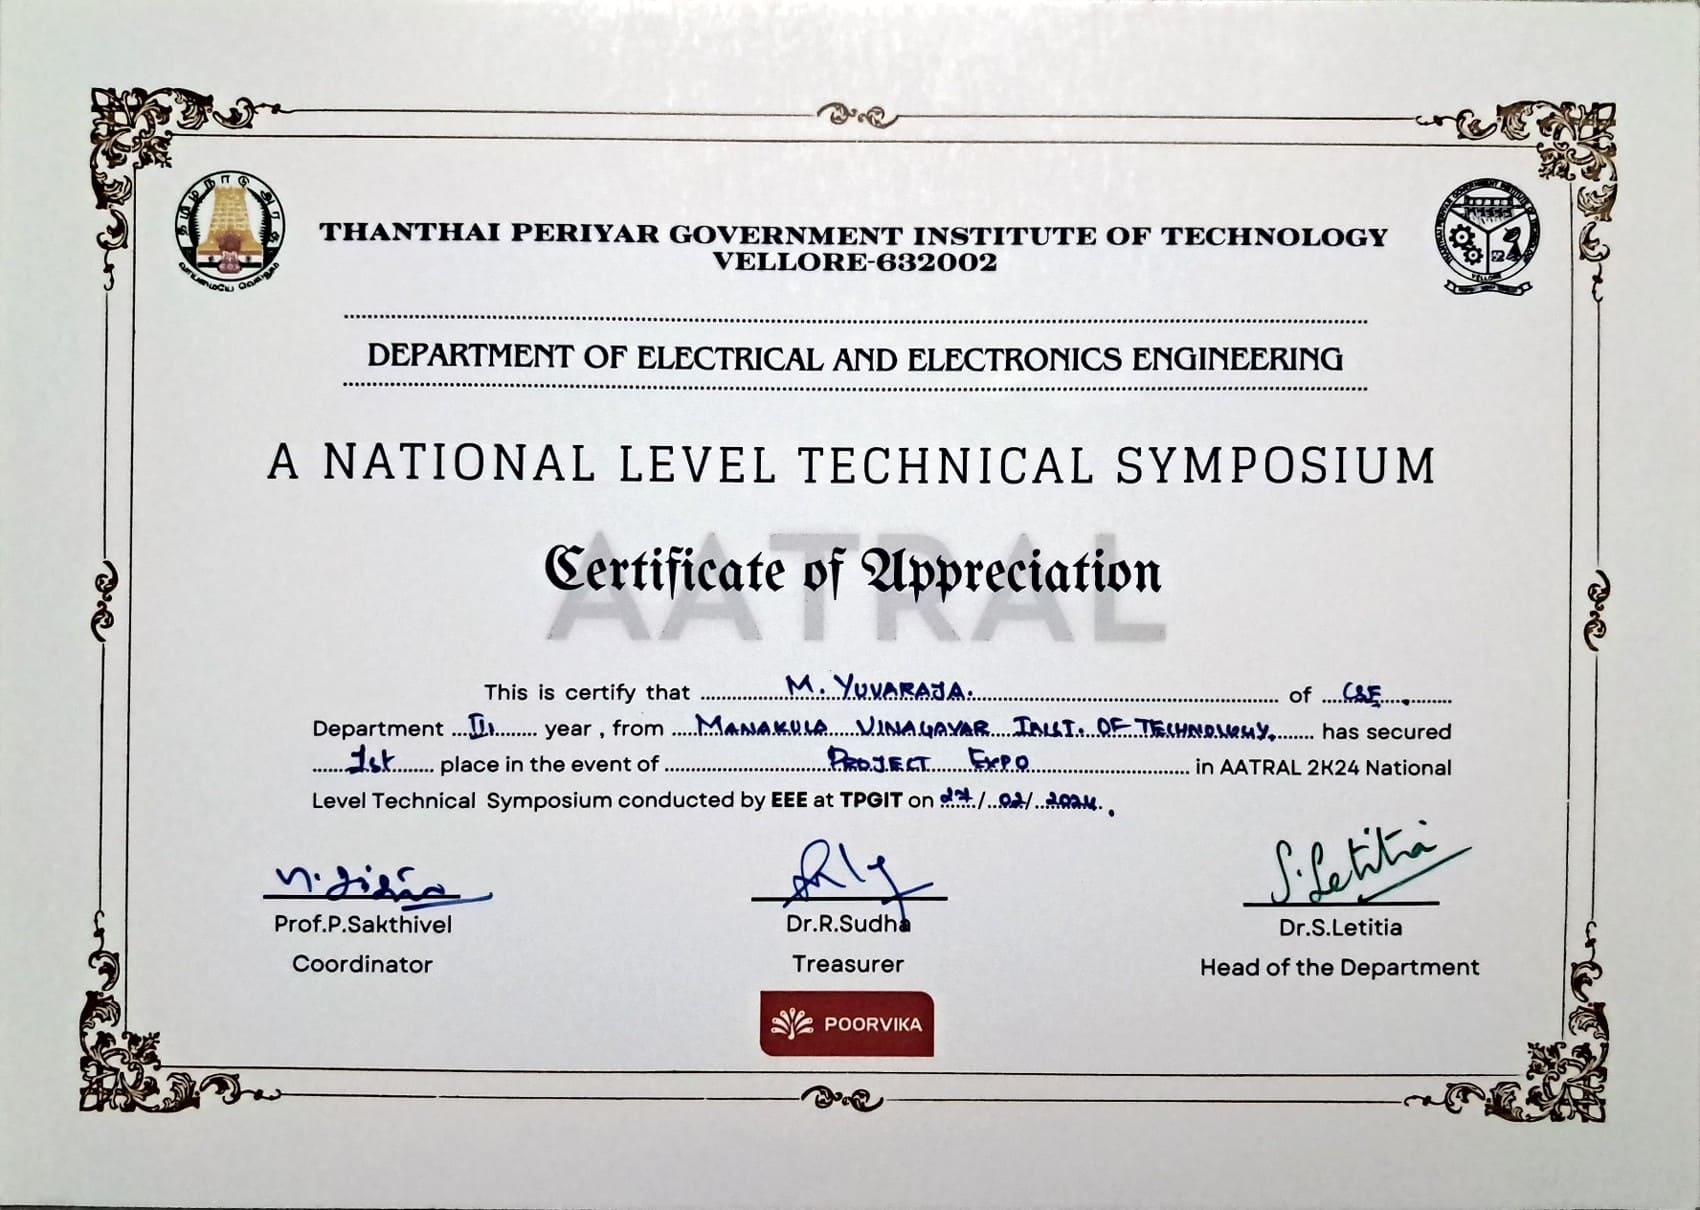 தமிழ்நாடு அரசு
வாய்மையே வெல்லும்
THANTHAI PERIYAR GOVERNMENT INSTITUTE OF TECHNOLOGY
VELLORE-632002
VELLORE
DEPARTMENT OF ELECTRICAL AND ELECTRONICS ENGINEERING
A NATIONAL LEVEL TECHNICAL SYMPOSIUM
AATRAL
Certificate of Appreciation
This is certify that M. YUVARAJA. of CSE
Department III year , from MANAKULA VINAGAYAR INST. OF TECHNOLOGY. has secured
1st place in the event of PROJECT EXPO in AATRAL 2K24 National
Level Technical Symposium conducted by EEE at TPGIT on 27/02/2024.
S. Letitia
Prof.P.Sakthivel Dr.R.Sudha Dr.S.Letitia
Coordinator Treasurer Head of the Department
POORVIKA